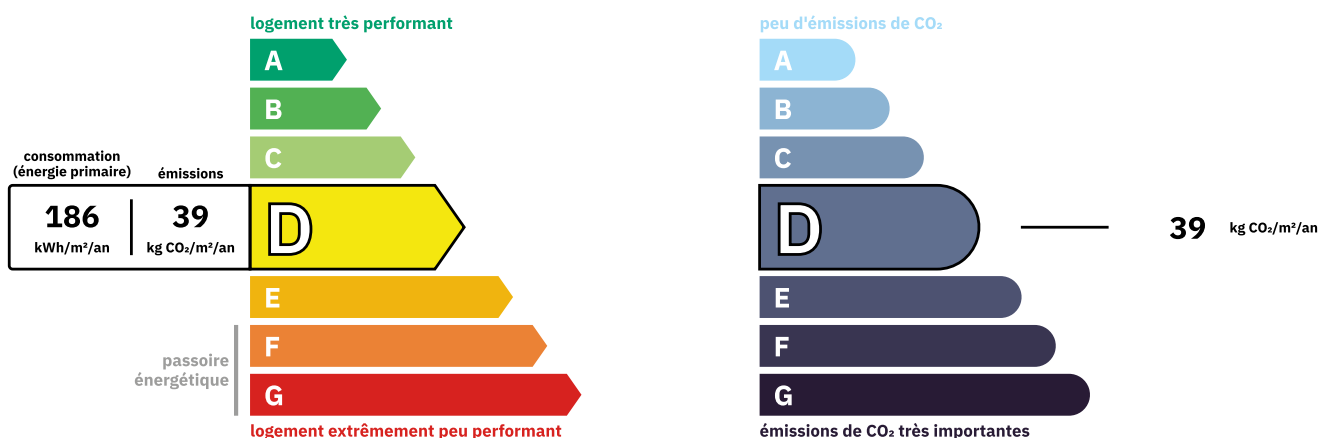 logement très performant
A
B
C
consommation
(énergie primaire)
émissions
186
kWh/m²/an
39
kg CO₂/m²/an
D
E
F
G
passoire
énergétique
logement extrêmement peu performant
peu d'émissions de CO₂
A
B
C
D
39 kg CO₂/m²/an
E
F
G
émissions de CO₂ très importantes